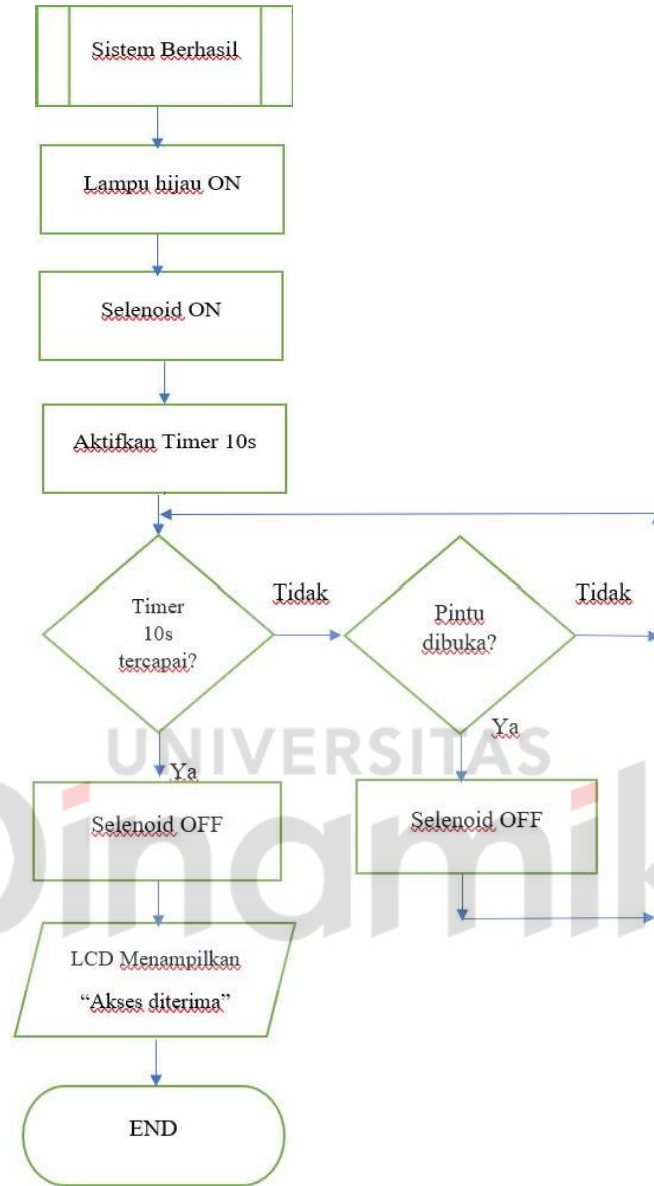 Sistem Berhasil
Lampu hijau ON
Selenoid ON
Aktifkan Timer 10s
Timer
10s
tercapai?
Tidak
Pintu
dibuka?
Tidak
Ya
Ya
Selenoid OFF
Selenoid OFF
LCD Menampilkan
“Akses diterima”
END
UNIVERSITAS
Dinamik